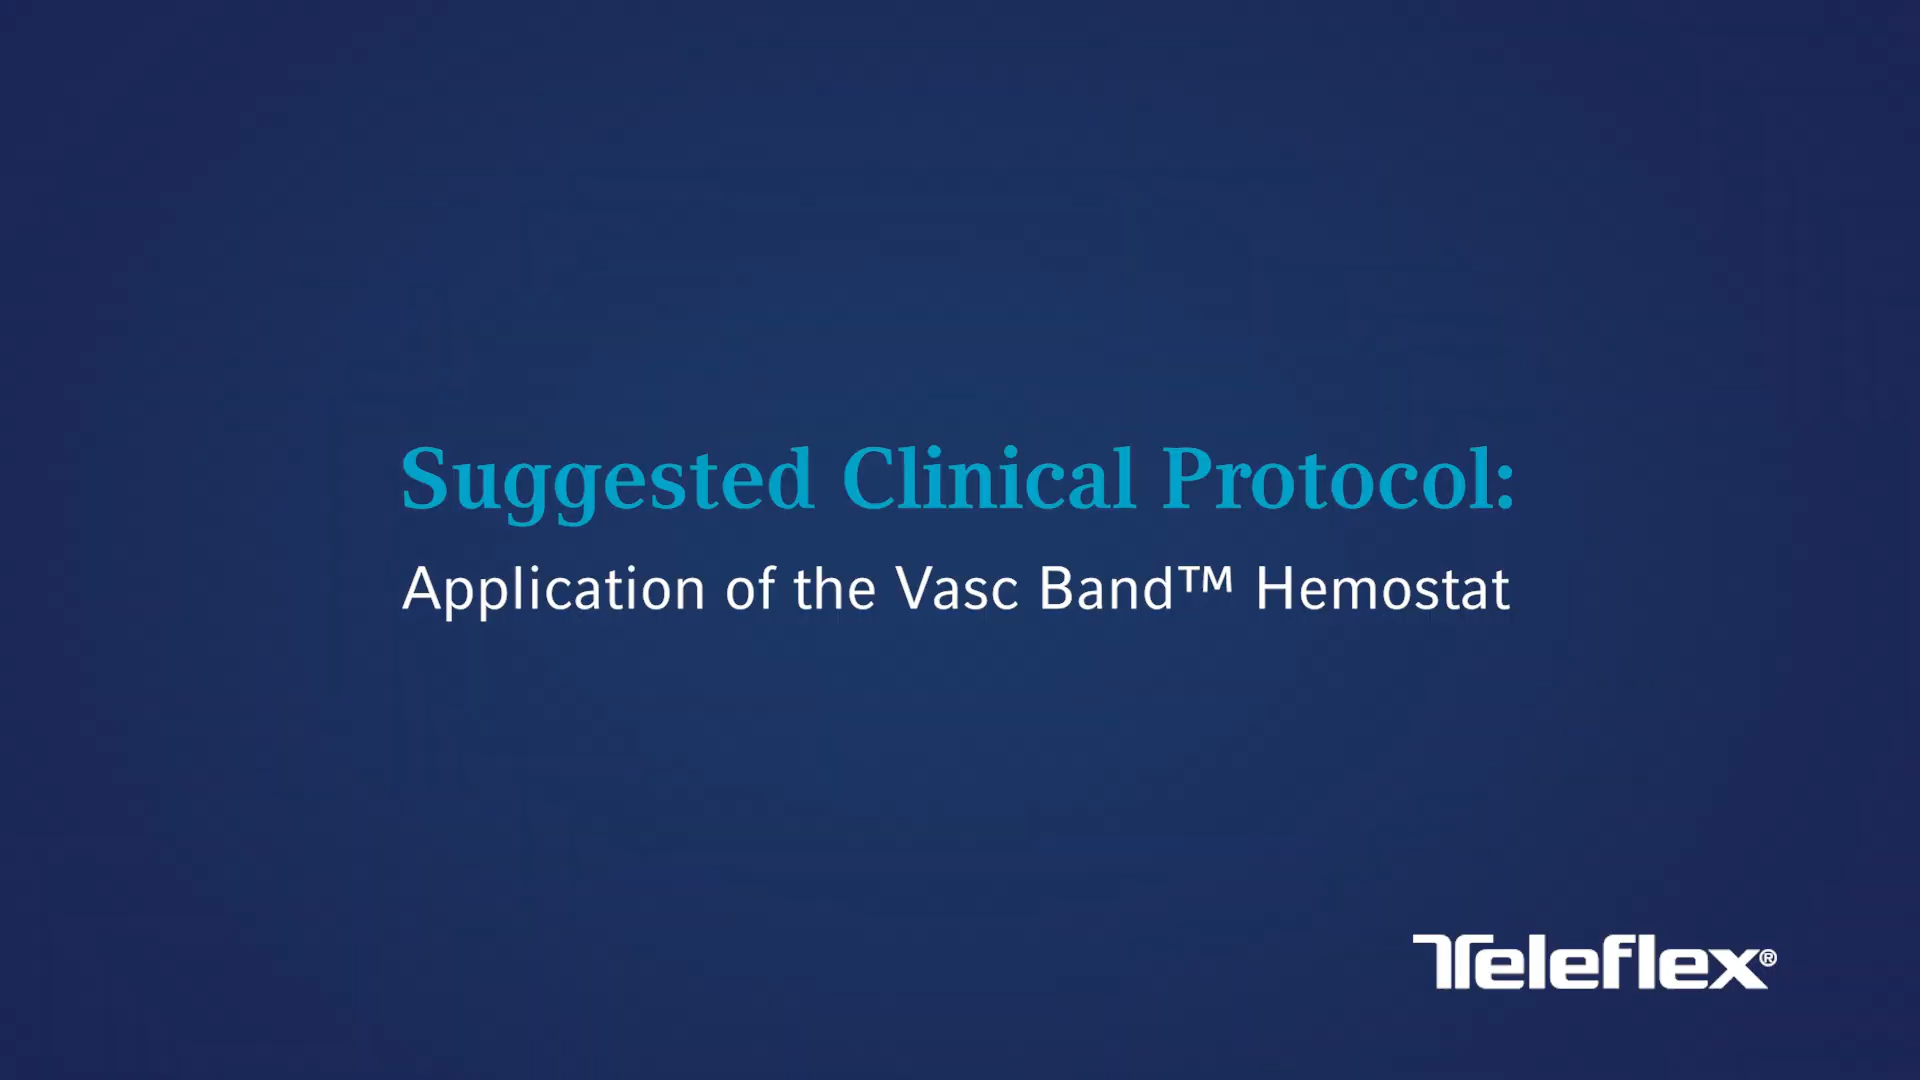 Suggested Clinical Protocol:
Application of the Vasc Band™ Hemostat
Teleflex®